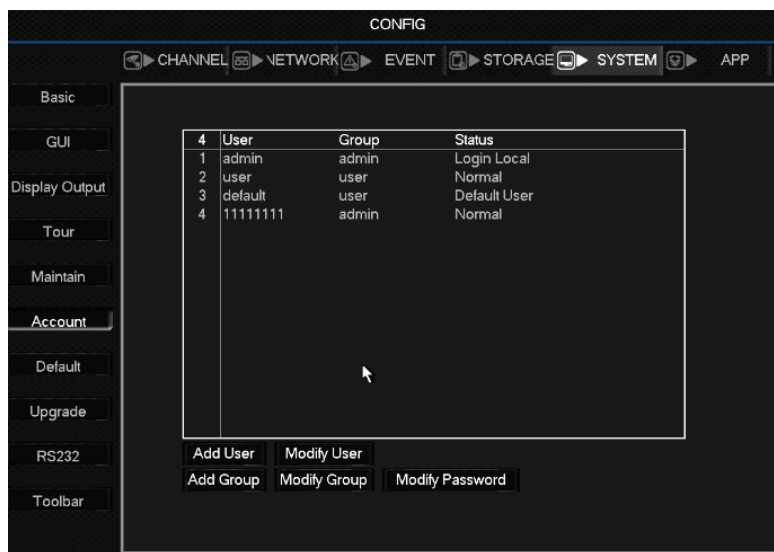 CONFIG
CHANNEL VETWORK EVENT STORAGE SYSTEM APP
Basic
GUI
Display Output
Tour
Maintain
Account
Default
Upgrade
RS232
Toolbar
4 User Group Status
1 admin admin Login Local
2 user user Normal
3 default user Default User
4 11111111 admin Normal
Add User Modify User
Add Group Modify Group Modify Password